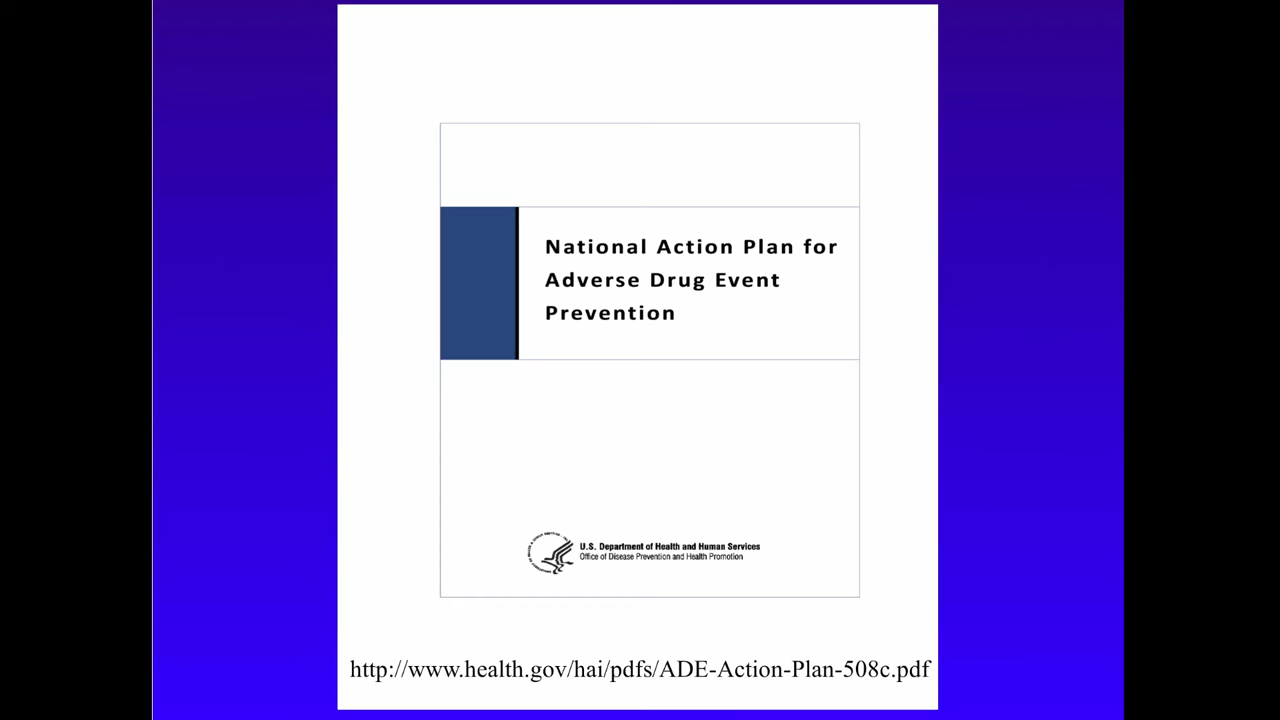 National Action Plan for
Adverse Drug Event
Prevention
U.S. Department of Health and Human Services
Office of Disease Prevention and Health Promotion
http://www.health.gov/hai/pdfs/ADE-Action-Plan-508c.pdf